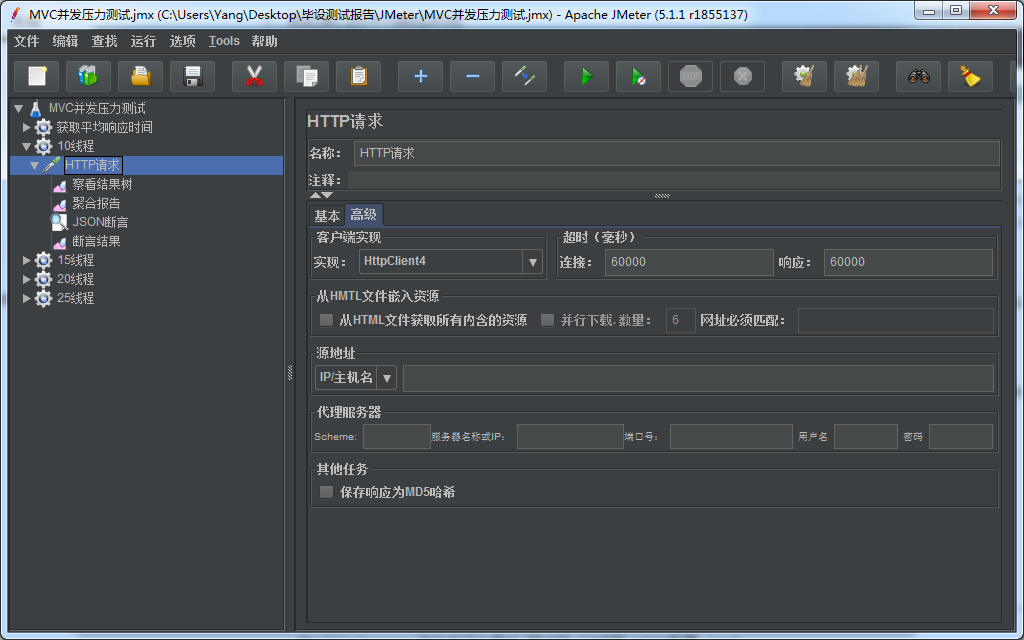 MVC并发压力测试.jmx (C:\Users\Yang\Desktop\毕设测试报告\JMeter\MVC并发压力测试.jmx) - Apache JMeter (5.1.1 r1855137)
文件 编辑 查找 运行 选项 Tools 帮助
STOP
MVC并发压力测试
获取平均响应时间
10线程
HTTP请求
察看结果树
聚合报告
JSON断言
断言结果
15线程
20线程
25线程
HTTP请求
名称： HTTP请求
注释：
基本 高级
客户端实现
实现： HttpClient4
超时（毫秒）
连接： 60000 响应： 60000
从HMTL文件嵌入资源
从HTML文件获取所有内含的资源 并行下载.数量： 6 网址必须匹配：
源地址
IP/主机名
代理服务器
Scheme: 服务器名称或IP： 端口号： 用户名 密码
其他任务
保存响应为MD5哈希